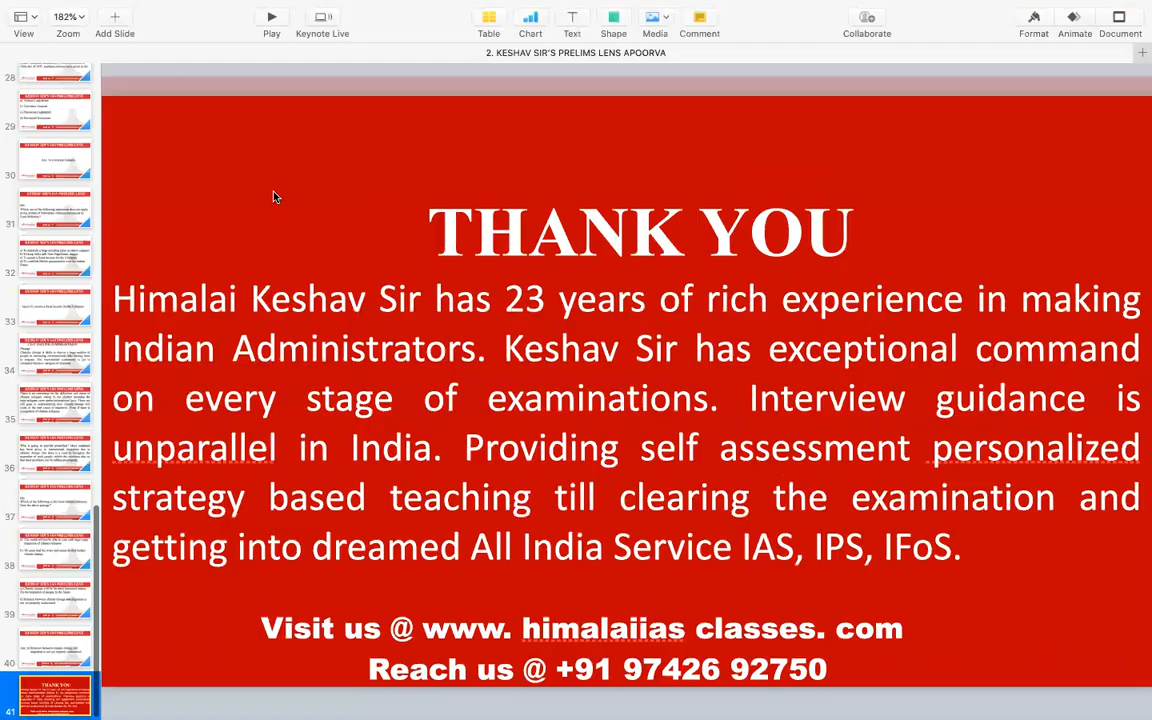 View
182%
Zoom
Add Slide
Play
Keynote Live
Table
Chart
Text
Shape
Media
Comment
Collaborate
Format
Animate
Document
2. KESHAV SIR'S PRELIMS LENS APOORVA
28
29
30
31
32
33
34
35
36
37
38
39
40
41
THANK YOU
Himalai Keshav Sir has 23 years of rich experience in making
Indian Administrators. Keshav Sir has exceptional command
on every stage of examinations. Interview guidance is
unparallel in India. Providing self assessment personalized
strategy based teaching till clearing the examination and
getting into dreamed All India Service IAS, IPS, IFoS.
Visit us @ www. himalaiias classes. com
Reach us @ +91 97426 92750